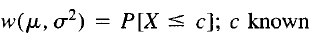 w(μ, σ²) = P[X ≤ c]; c known